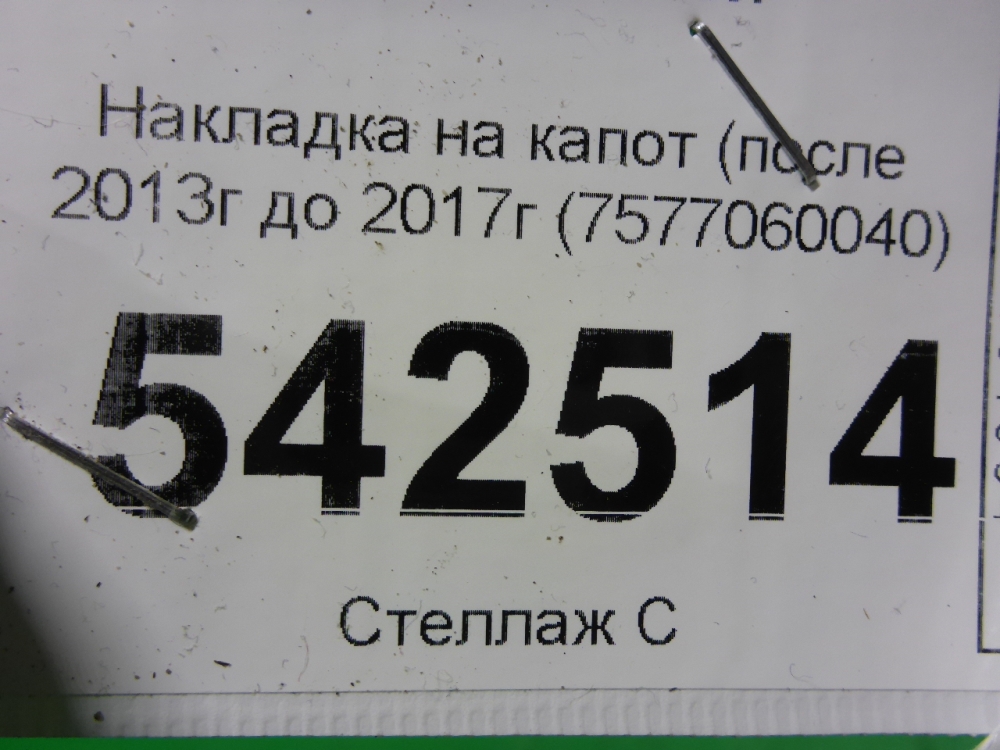 Накладка на капот (после
2013г до 2017г (7577060040)
542514
Стеллаж С